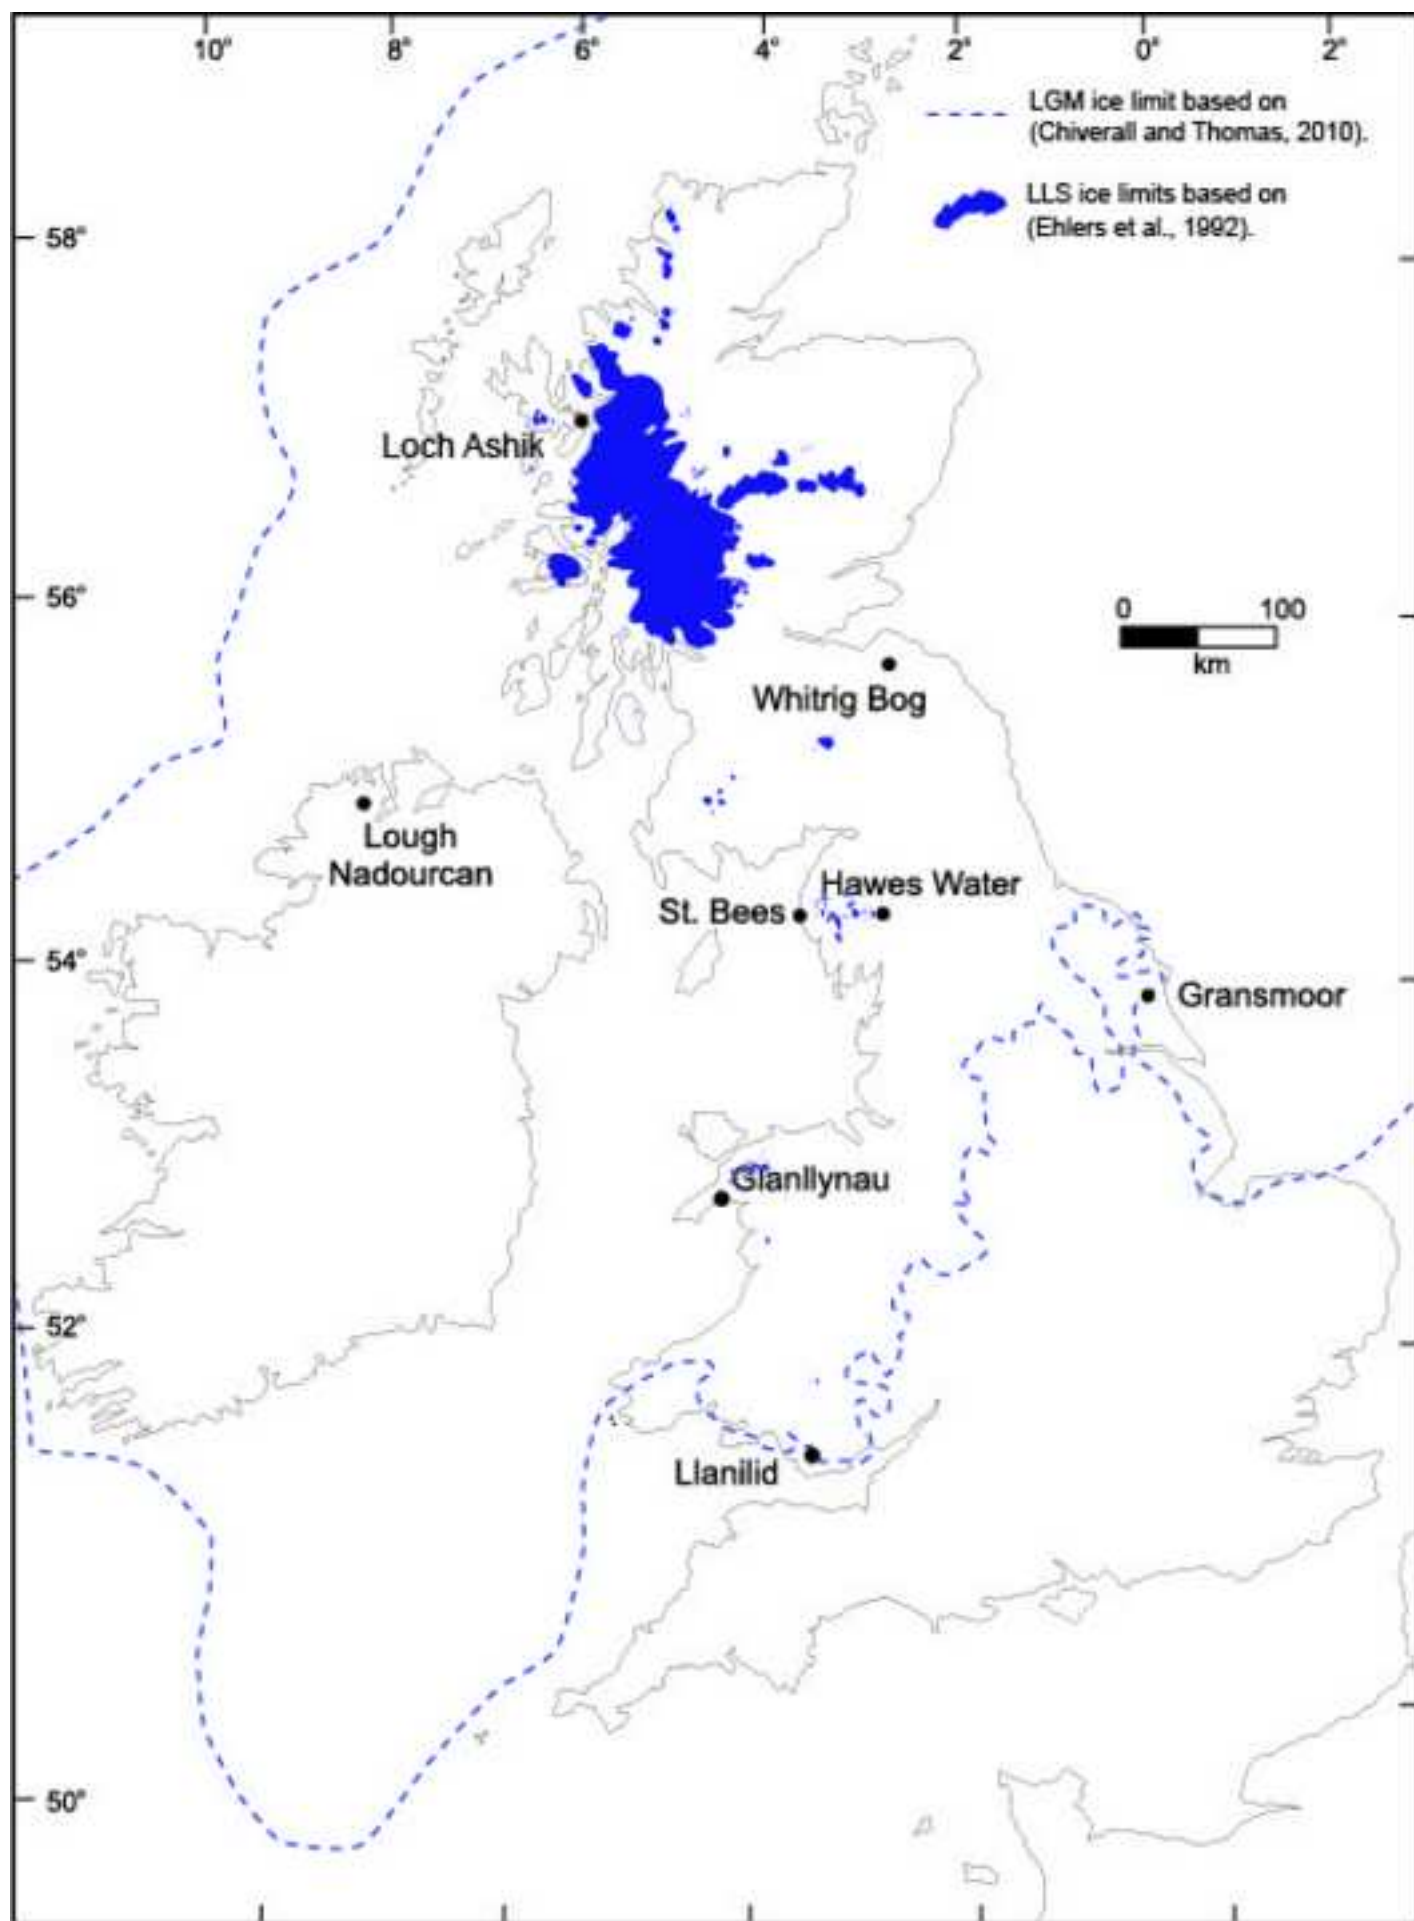 10°
8°
6°
4°
2°
0°
2°
LGM ice limit based on
(Chiverall and Thomas, 2010).
LLS ice limits based on
(Ehlers et al., 1992).
58°
Loch Ashik
56°
0 100
km
Whitrig Bog
Lough
Nadourcan
Hawes Water
St. Bees
54°
Gransmoor
Glanllynau
52°
Llanilid
50°